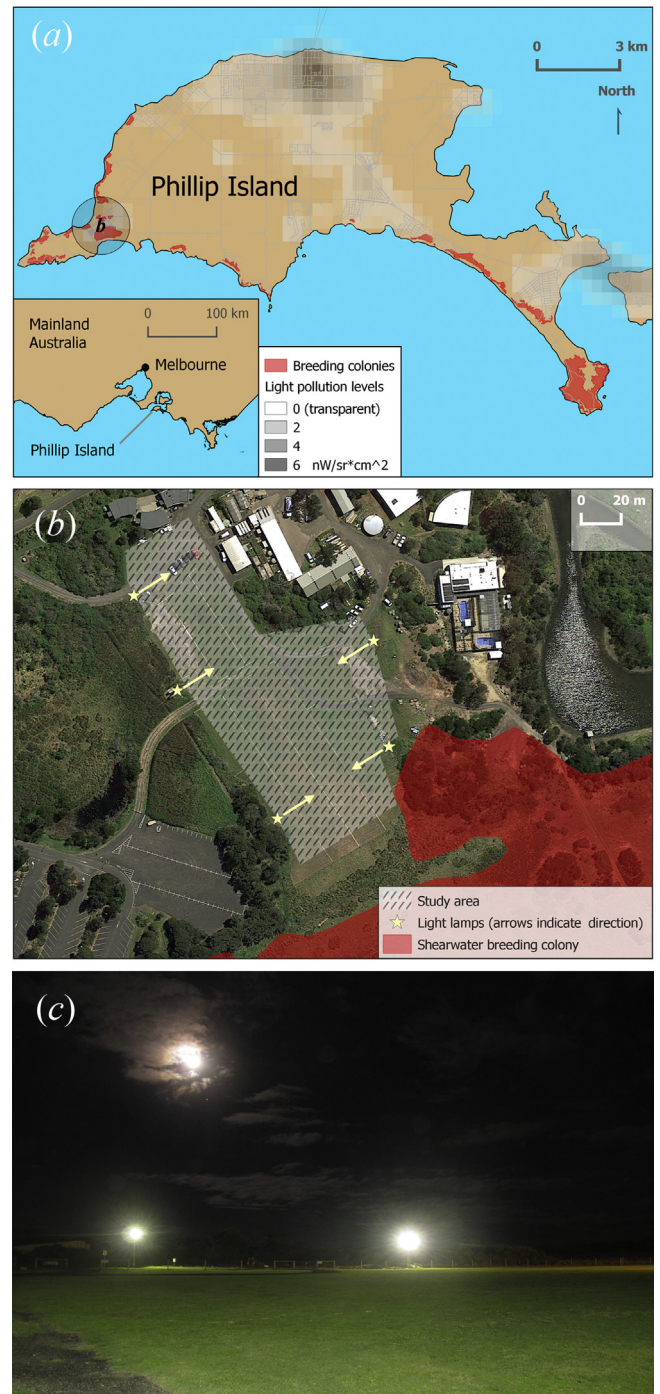 (a)
0 3 km
North
Phillip Island
b
0 100 km
Mainland
Australia
Melbourne
Phillip Island
Breeding colonies
Light pollution levels
0 (transparent)
2
4
6 nW/sr*cm^2
(b)
0 20 m
Study area
Light lamps (arrows indicate direction)
Shearwater breeding colony
(c)